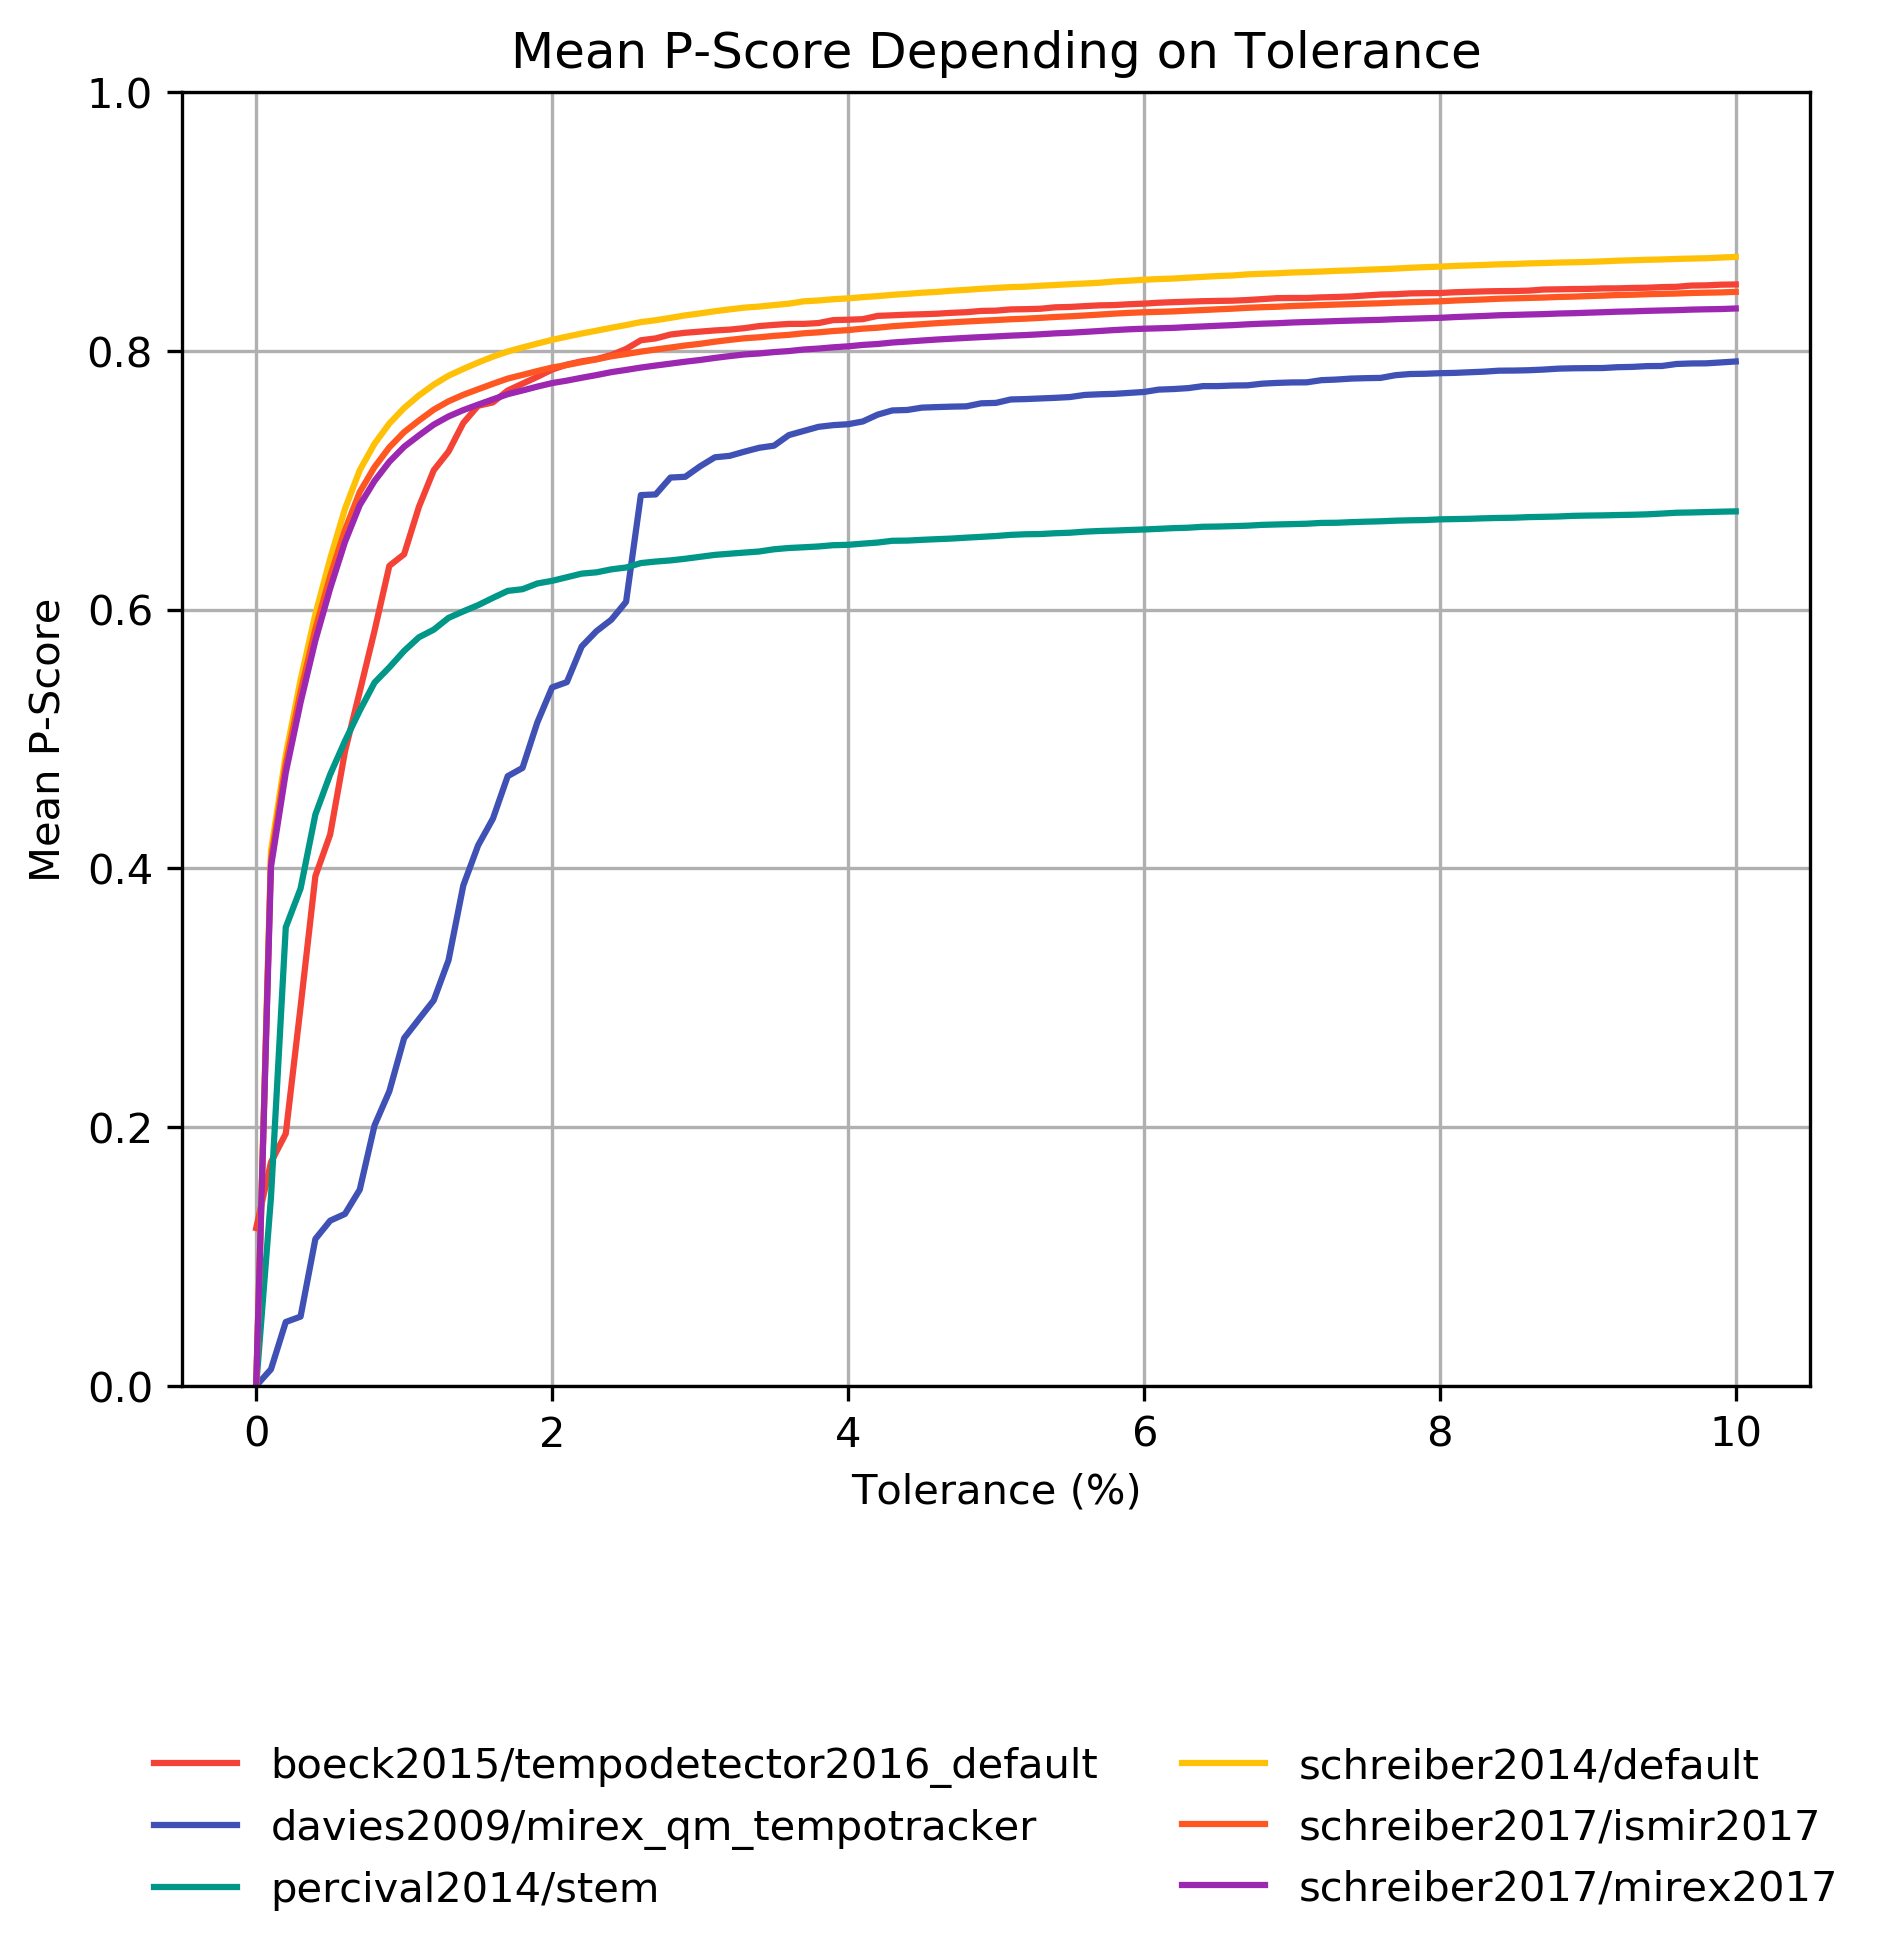 Mean P-Score Depending on Tolerance
1.0
0.8
0.6
0.4
0.2
0.0
Mean P-Score
0 2 4 6 8 10
Tolerance (%)
boeck2015/tempodetector2016_default
davies2009/mirex_qm_tempotracker
percival2014/stem
schreiber2014/default
schreiber2017/ismir2017
schreiber2017/mirex2017